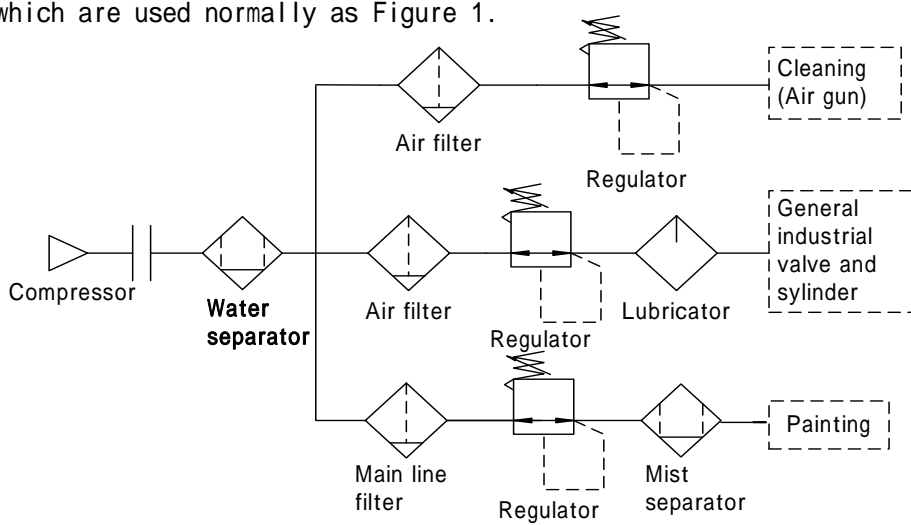 which are used normally as Figure 1.
Cleaning
(Air gun)
Air filter
Regulator
General
industrial
valve and
sylinder
Compressor
Water
separator
Air filter
Regulator
Lubricator
Painting
Main line
filter
Regulator
Mist
separator